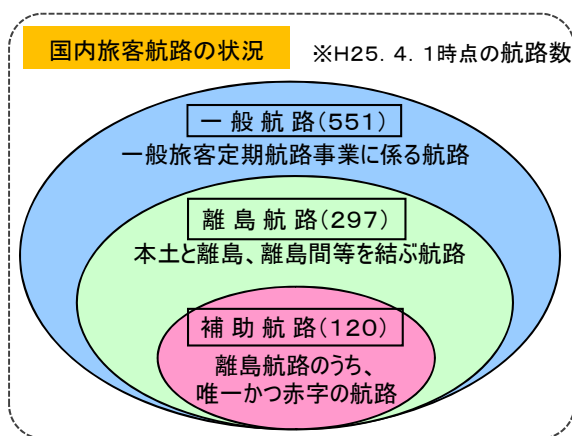 国内旅客航路の状況
※H25．4．1時点の航路数
一 般 航 路（551）
一般旅客定期航路事業に係る航路
離 島 航 路（297）
本土と離島、離島間等を結ぶ航路
補 助 航 路（120）
離島航路のうち、
唯一かつ赤字の航路